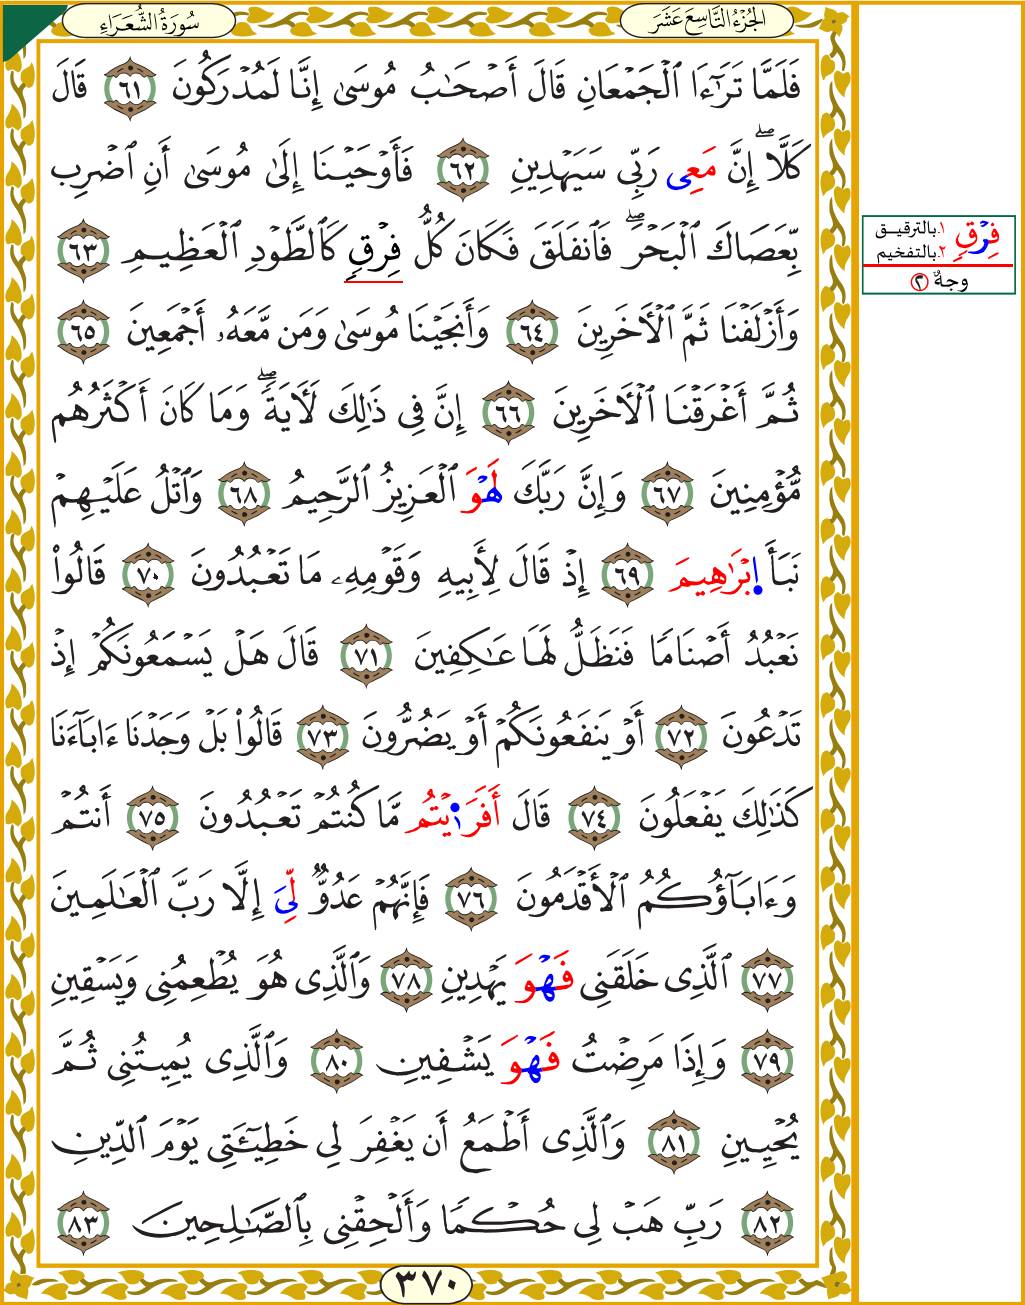 سُورَةُ الشُّعَرَاءِ
الجُزْءُ التَّاسِعَ عَشَرَ
فَلَمَّا تَرَٰٓءَا ٱلْجَمْعَانِ قَالَ أَصْحَٰبُ مُوسَىٰ إِنَّا لَمُدْرَكُونَ ٦١ قَالَ
كَلَّآۖ إِنَّ مَعِى رَبِّى سَيَهْدِينِ ٦٢ فَأَوْحَيْنَا إِلَىٰ مُوسَىٰ أَنِ ٱضْرِب
بِّعَصَاكَ ٱلْبَحْرَۖ فَٱنفَلَقَ فَكَانَ كُلُّ فِرْقٍ كَٱلطَّوْدِ ٱلْعَظِيمِ ٦٣
وَأَزْلَفْنَا ثَمَّ ٱلْأَخَرِينَ ٦٤ وَأَنجَيْنَا مُوسَىٰ وَمَن مَّعَهُۥ أَجْمَعِينَ ٦٥
ثُمَّ أَغْرَقْنَا ٱلْأَخَرِينَ ٦٦ إِنَّ فِى ذَٰلِكَ لَأَيَةًۖ وَمَا كَانَ أَكْثَرُهُم
مُّؤْمِنِينَ ٦٧ وَإِنَّ رَبَّكَ لَهْوَ ٱلْعَزِيزُ ٱلرَّحِيمُ ٦٨ وَٱتْلُ عَلَيْهِمْ
نَبَأَ إِبْرَٰهِيمَ ٦٩ إِذْ قَالَ لِأَبِيهِ وَقَوْمِهِۦ مَا تَعْبُدُونَ ٧٠ قَالُوا۟
نَعْبُدُ أَصْنَامًا فَنَظَلُّ لَهَا عَٰكِفِينَ ٧١ قَالَ هَلْ يَسْمَعُونَكُمْ إِذْ
تَدْعُونَ ٧٢ أَوْ يَنفَعُونَكُمْ أَوْ يَضُرُّونَ ٧٣ قَالُوا۟ بَلْ وَجَدْنَا ءَابَآءَنَا
كَذَٰلِكَ يَفْعَلُونَ ٧٤ قَالَ أَفَرَٰ•يْتُم مَّا كُنتُمْ تَعْبُدُونَ ٧٥ أَنتُمْ
وَءَابَآؤُكُمُ ٱلْأَقْدَمُونَ ٧٦ فَإِنَّهُمْ عَدُوٌّ لِّىَ إِلَّا رَبَّ ٱلْعَٰلَمِينَ
٧٧ ٱلَّذِى خَلَقَنِى فَهْوَ يَهْدِينِ ٧٨ وَٱلَّذِى هُوَ يُطْعِمُنِى وَيَسْقِينِ
٧٩ وَإِذَا مَرِضْتُ فَهْوَ يَشْفِينِ ٨٠ وَٱلَّذِى يُمِيتُنِى ثُمَّ
يُحْيِينِ ٨١ وَٱلَّذِى أَطْمَعُ أَن يَغْفِرَ لِى خَطِيٓـَٔتِى يَوْمَ ٱلدِّينِ
٨٢ رَبِّ هَبْ لِى حُكْمًا وَأَلْحِقْنِى بِٱلصَّٰلِحِينَ ٨٣
٣٧٠
فِرْقٍ
١. بالترقيق
٢. بالتفخيم
وجهٌ ٢